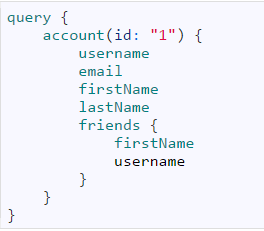 query {
    account(id: "1") {
        username
        email
        firstName
        lastName
        friends {
            firstName
            username
        }
    }
}